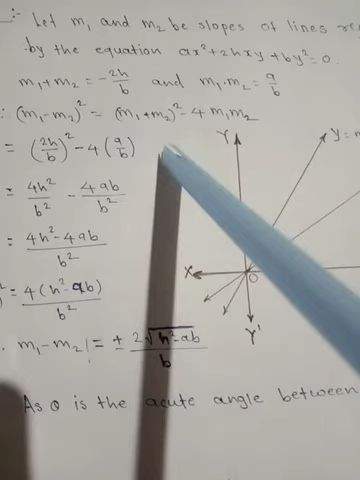 :- Let m₁ and m₂ be slopes of lines
by the equation ax²+2hxy+by²=0.
m₁+m₂ = -2h/b and m₁.m₂ = a/b
∴ (m₁-m₂)² = (m₁+m₂)² - 4m₁m₂
= (2h/b)² - 4(a/b)
= 4h²/b² - 4ab/b²
= 4h²-4ab/b²
² = 4(h²-ab)/b²
m₁-m₂| = ± 2√h²-ab/b
As θ is the acute angle between
Y
y=
X
O
Y'